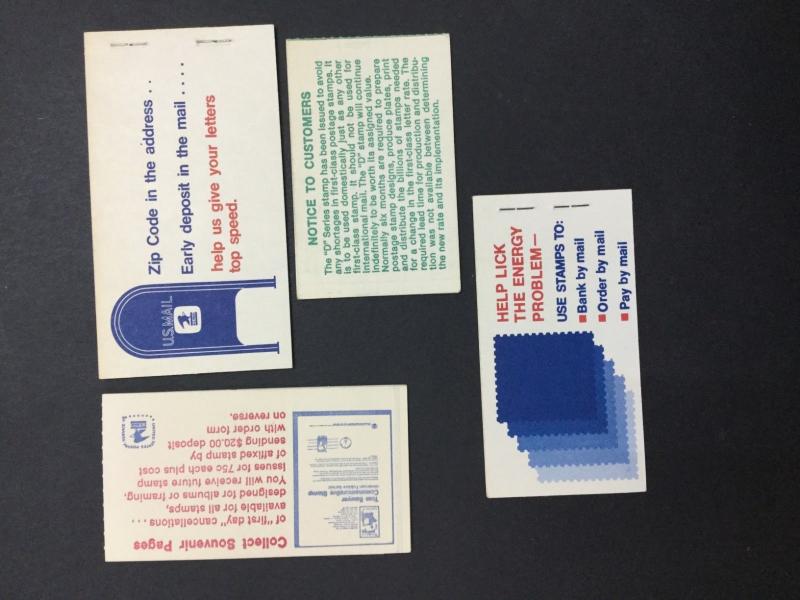 Zip Code in the address . .
Early deposit in the mail . . . .
help us give your letters
top speed.
U.S.MAIL
NOTICE TO CUSTOMERS
The "D" Series stamp has been issued to avoid
any shortages in first-class postage stamps. It
is to be used domestically just as any other
first-class stamp. It should not be used for
international mail. The "D" stamp will continue
indefinitely to be worth its assigned value.
Normally six months are required to prepare
postage stamp designs, produce plates, print
and distribute the billions of stamps needed
for a change in the first-class letter rate. The
required lead time for production and distribu-
tion was not available between determining
the new rate and its implementation.
HELP LICK
THE ENERGY
PROBLEM—
USE STAMPS TO:
Bank by mail
Order by mail
Pay by mail
Collect Souvenir Pages
of "first day" cancellations . . .
available for all stamps,
designed for albums or framing.
You will receive future stamp
issues for 75c each plus cost
of affixed stamp by
sending $20.00 deposit
with order form
on reverse.
Tom Sawyer
Commemorative Stamp